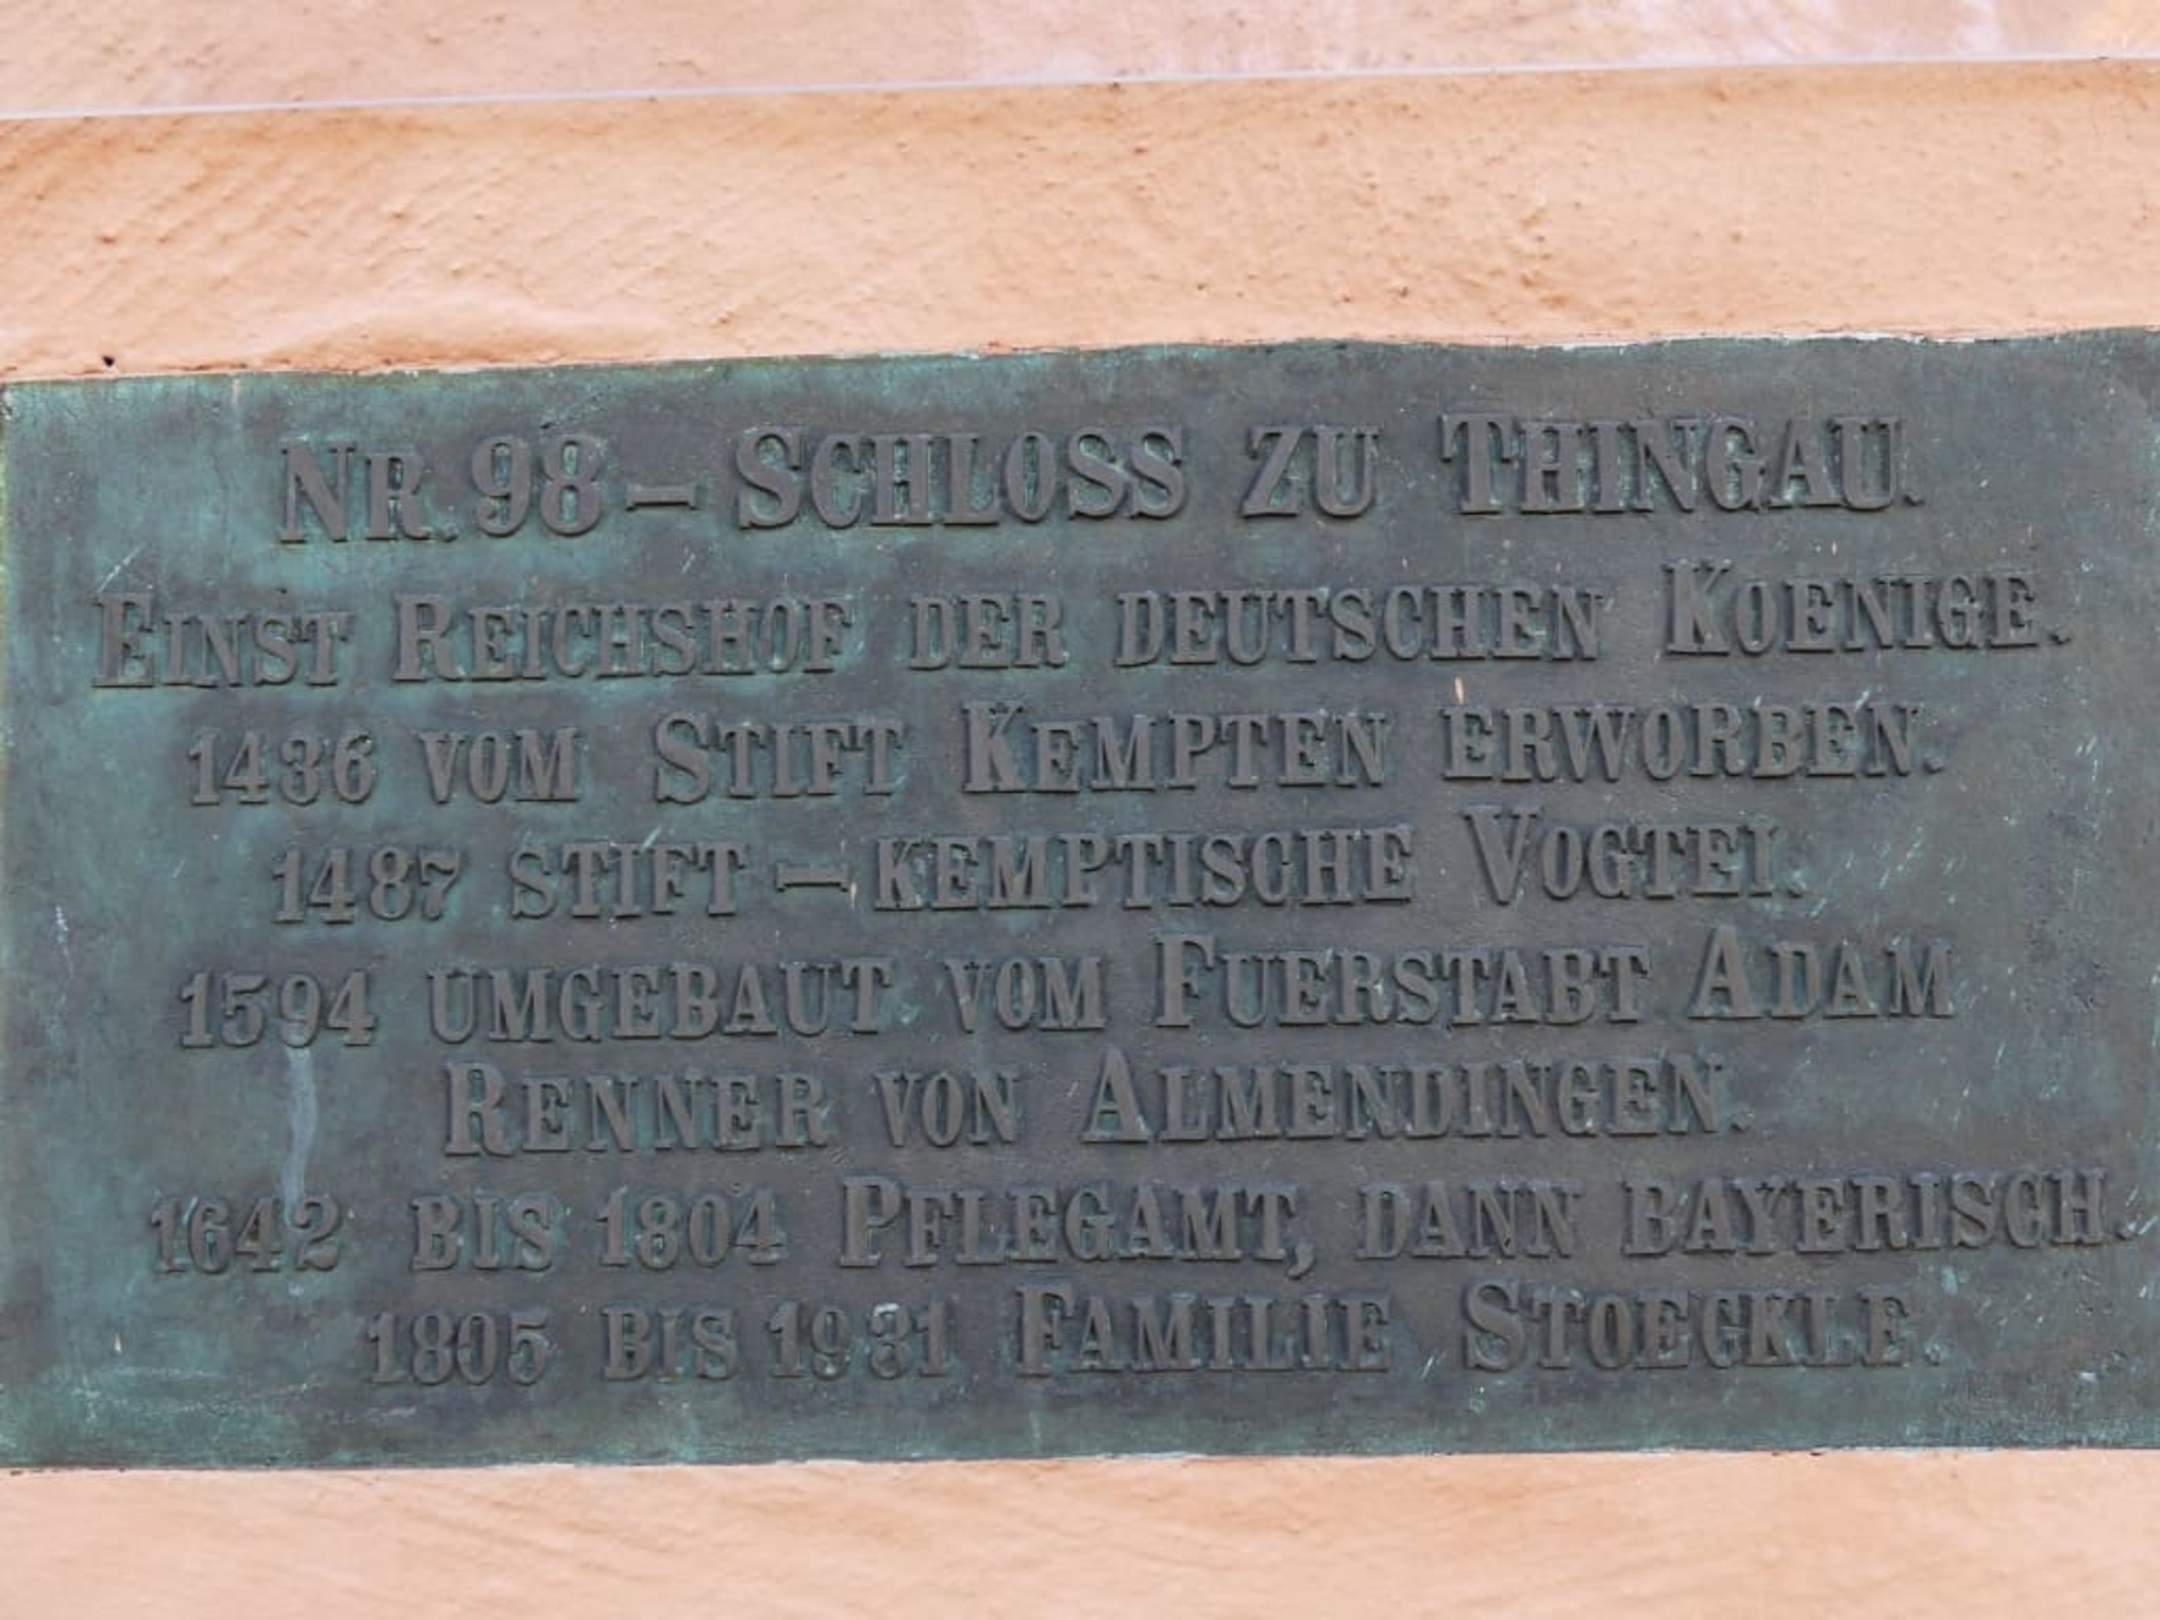 NR. 98 – SCHLOSS ZU THINGAU.
EINST REICHSHOF DER DEUTSCHEN KOENIGE.
1436 VOM STIFT KEMPTEN ERWORBEN.
1487 STIFT – KEMPTISCHE VOGTEI.
1594 UMGEBAUT VOM FUERSTABT ADAM
RENNER VON ALMENDINGEN.
1642 BIS 1804 PFLEGAMT, DANN BAYERISCH.
1805 BIS 1931 FAMILIE STOECKLE.